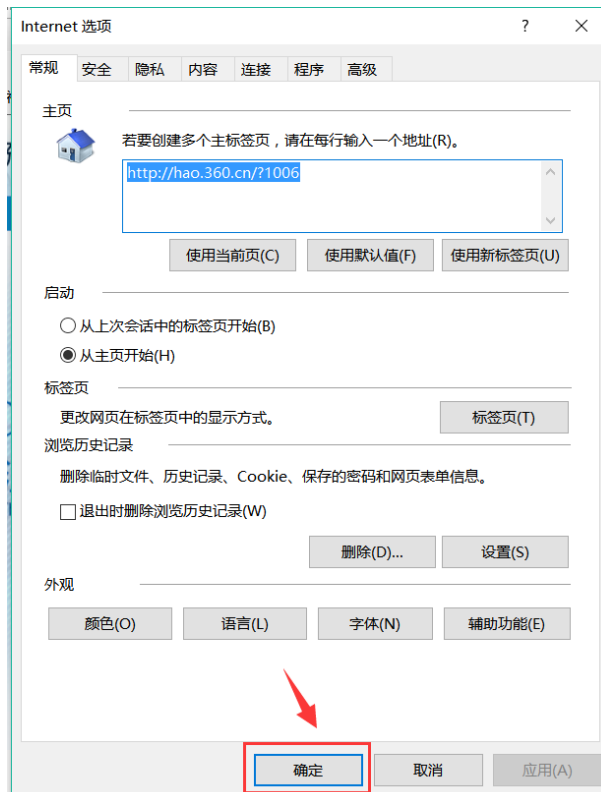 Internet 选项 ?
常规 安全 隐私 内容 连接 程序 高级
主页
若要创建多个主标签页，请在每行输入一个地址(R)。
http://hao.360.cn/?1006
使用当前页(C) 使用默认值(F) 使用新标签页(U)
启动
从上次会话中的标签页开始(B)
从主页开始(H)
标签页
更改网页在标签页中的显示方式。 标签页(T)
浏览历史记录
删除临时文件、历史记录、Cookie、保存的密码和网页表单信息。
退出时删除浏览历史记录(W)
删除(D)... 设置(S)
外观
颜色(O) 语言(L) 字体(N) 辅助功能(E)
确定 取消 应用(A)